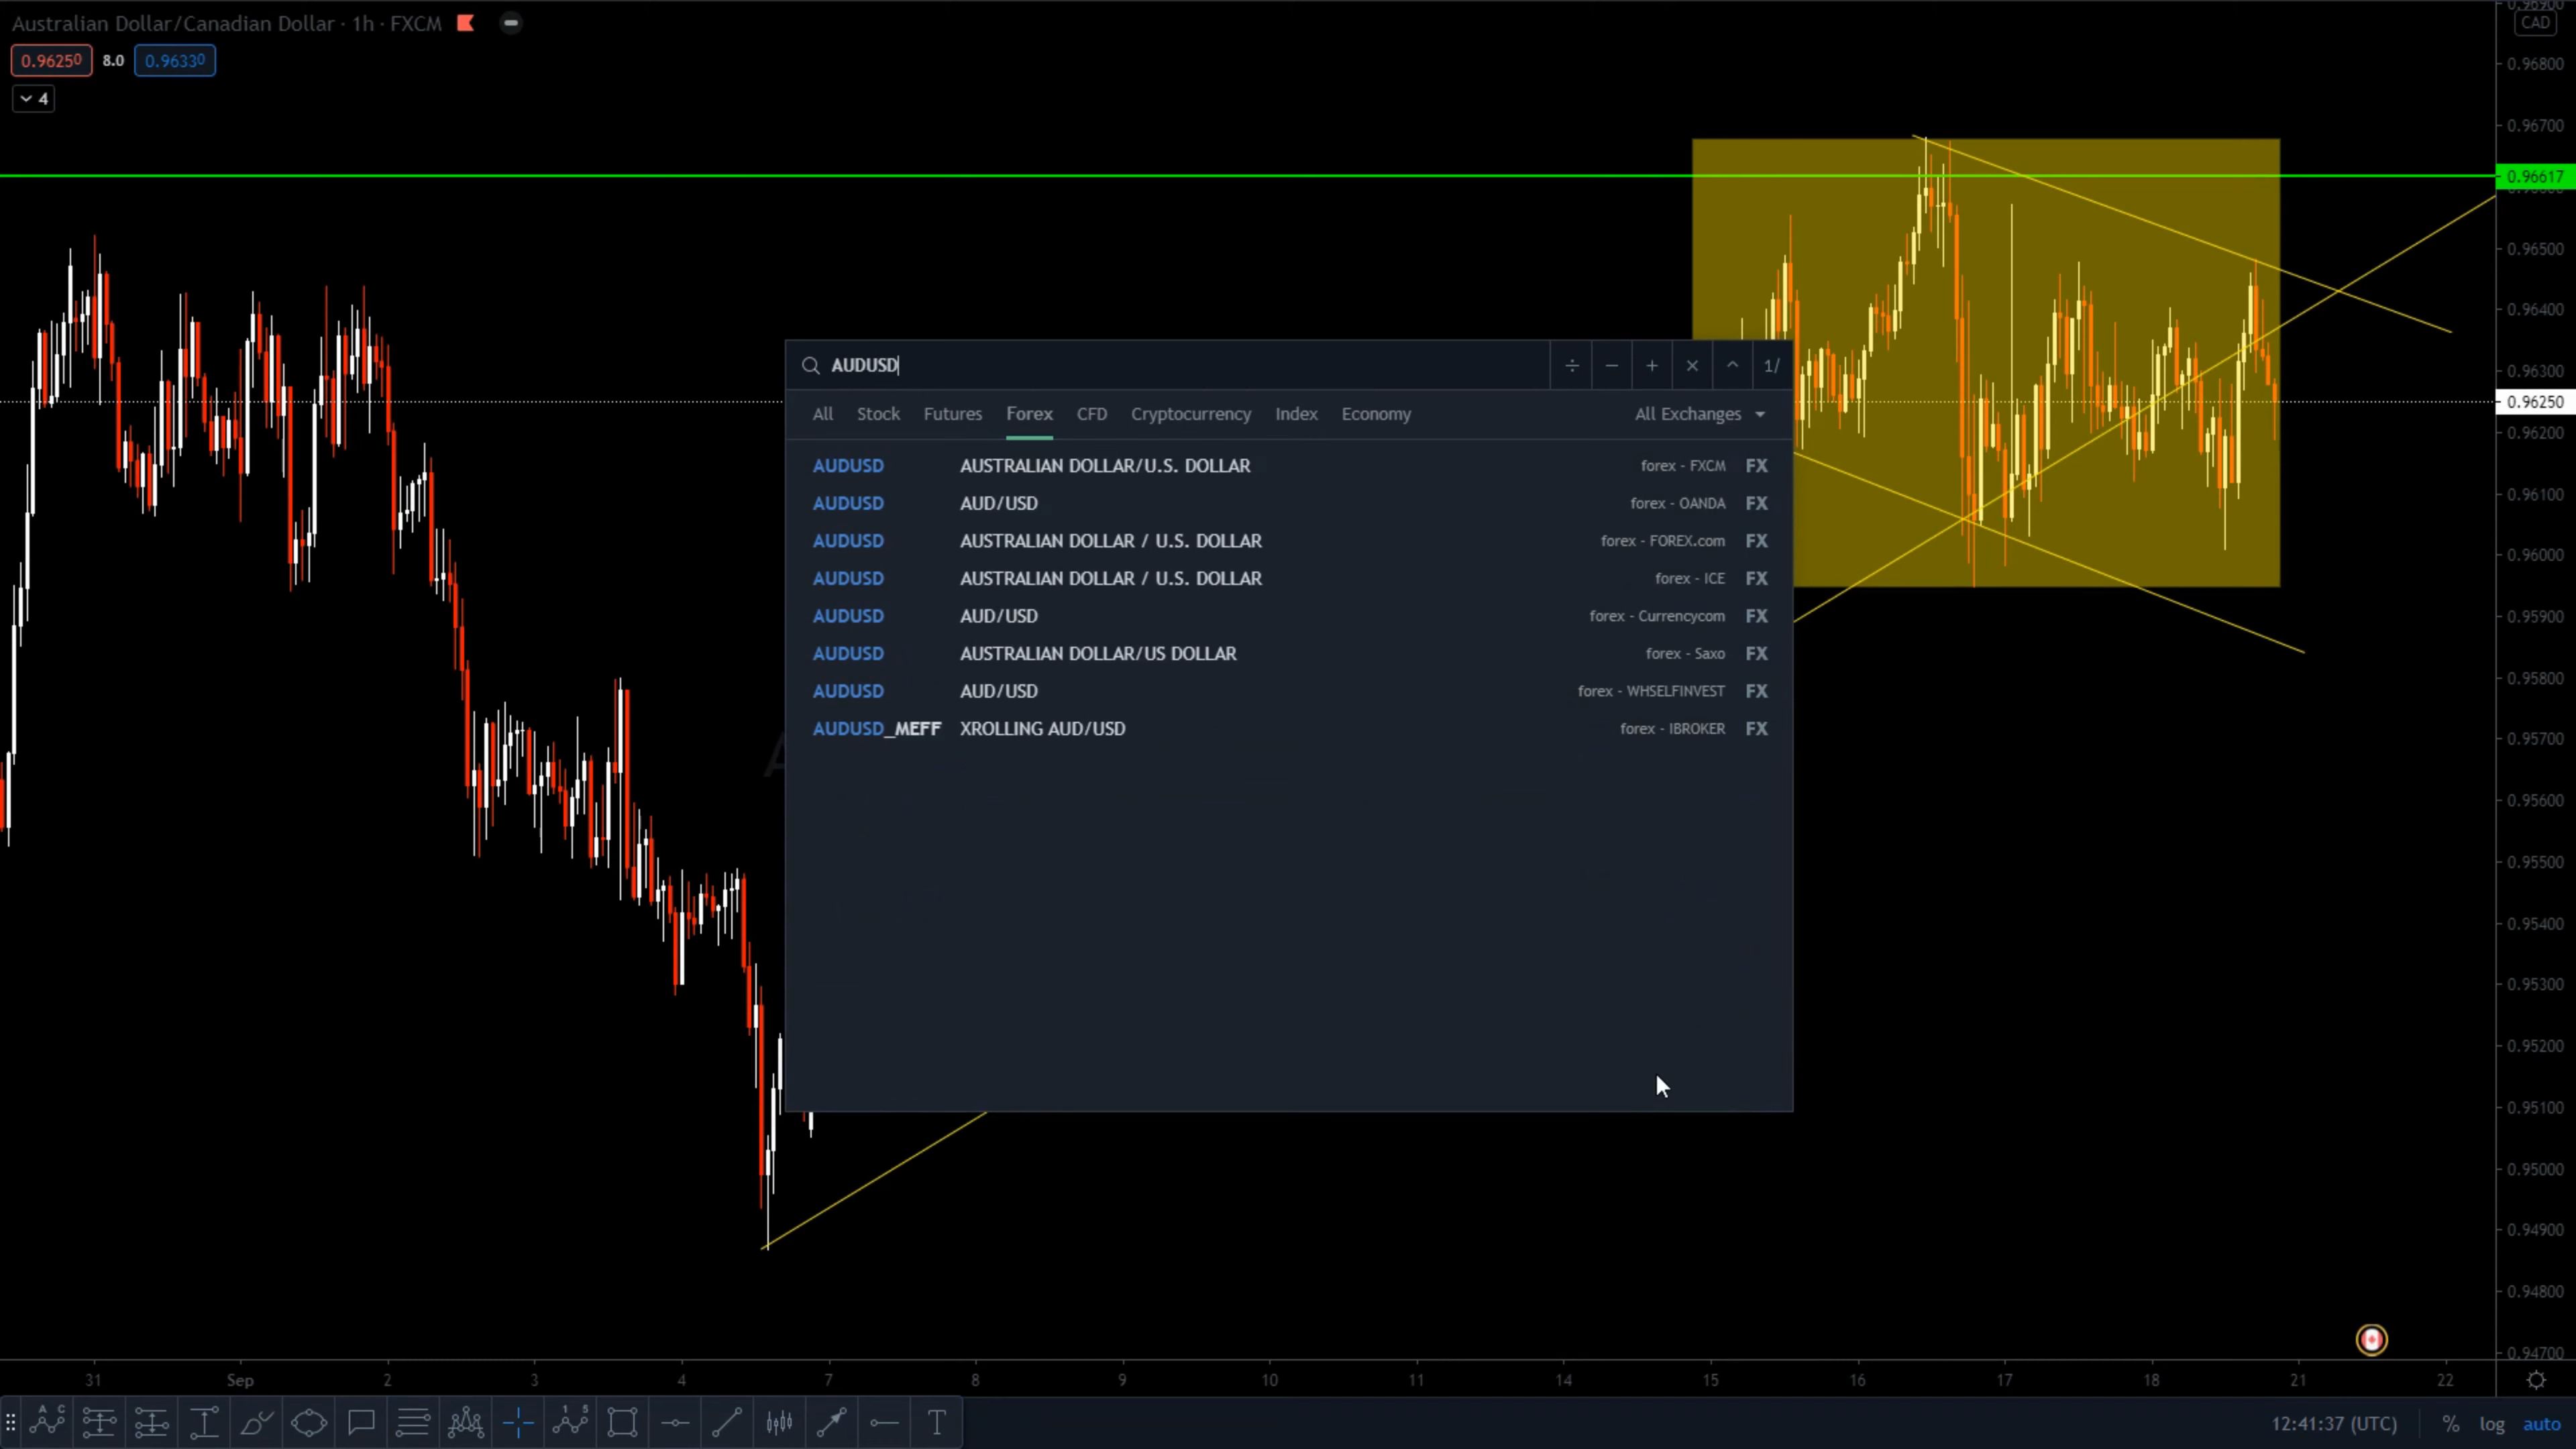 Australian Dollar/Canadian Dollar · 1h · FXCM
0.96250 8.0 0.96330
4
CAD
0.96800
0.96700
0.96617
0.96500
0.96400
0.96300
0.96250
0.96200
0.96100
0.96000
0.95900
0.95800
0.95700
0.95600
0.95500
0.95400
0.95300
0.95200
0.95100
0.95000
0.94900
0.94800
0.94700
AUDUSD ÷ − + × ^ 1/
All Stock Futures Forex CFD Cryptocurrency Index Economy All Exchanges
AUDUSD AUSTRALIAN DOLLAR/U.S. DOLLAR forex - FXCM FX
AUDUSD AUD/USD forex - OANDA FX
AUDUSD AUSTRALIAN DOLLAR / U.S. DOLLAR forex - FOREX.com FX
AUDUSD AUSTRALIAN DOLLAR / U.S. DOLLAR forex - ICE FX
AUDUSD AUD/USD forex - Currencycom FX
AUDUSD AUSTRALIAN DOLLAR/US DOLLAR forex - Saxo FX
AUDUSD AUD/USD forex - WHSELFINVEST FX
AUDUSD_MEFF XROLLING AUD/USD forex - IBROKER FX
31 Sep 2 3 4 7 8 9 10 11 14 15 16 17 18 21 22
A C 1 5 T
12:41:37 (UTC) % log auto